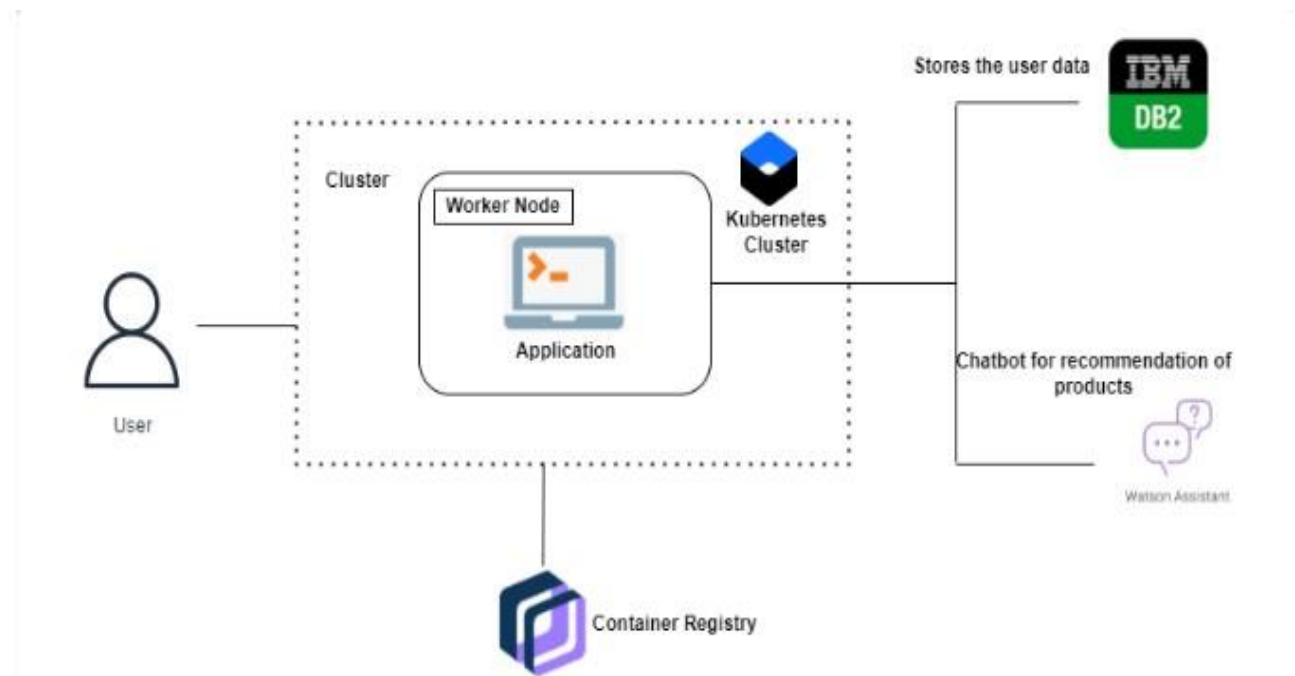 Stores the user data
IBM
DB2
Cluster
Worker Node
Kubernetes
Cluster
Application
User
Chatbot for recommendation of
products
?
Watson Assistant
Container Registry